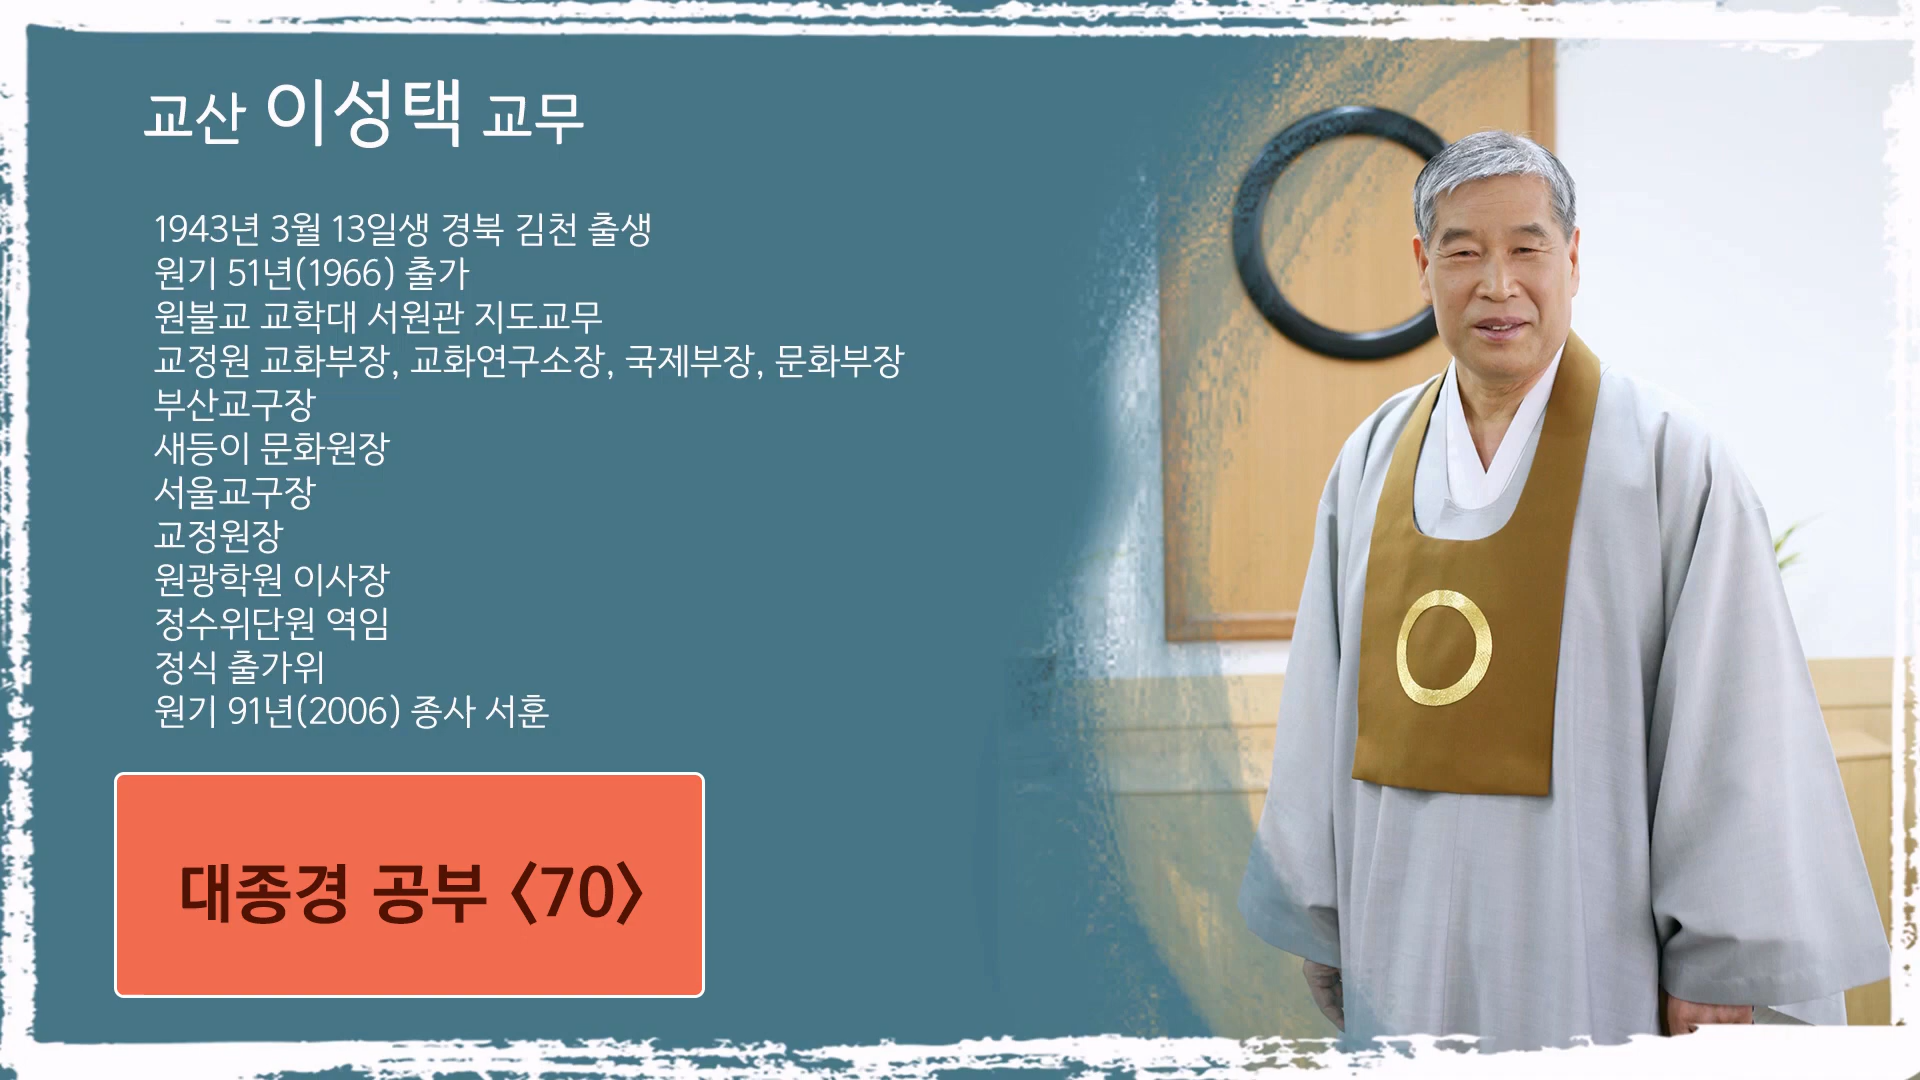 교산 이성택 교무
1943년 3월 13일생 경북 김천 출생
원기 51년(1966) 출가
원불교 교학대 서원관 지도교무
교정원 교화부장, 교화연구소장, 국제부장, 문화부장
부산교구장
새등이 문화원장
서울교구장
교정원장
원광학원 이사장
정수위단원 역임
정식 출가위
원기 91년(2006) 종사 서훈
대종경 공부 <70>